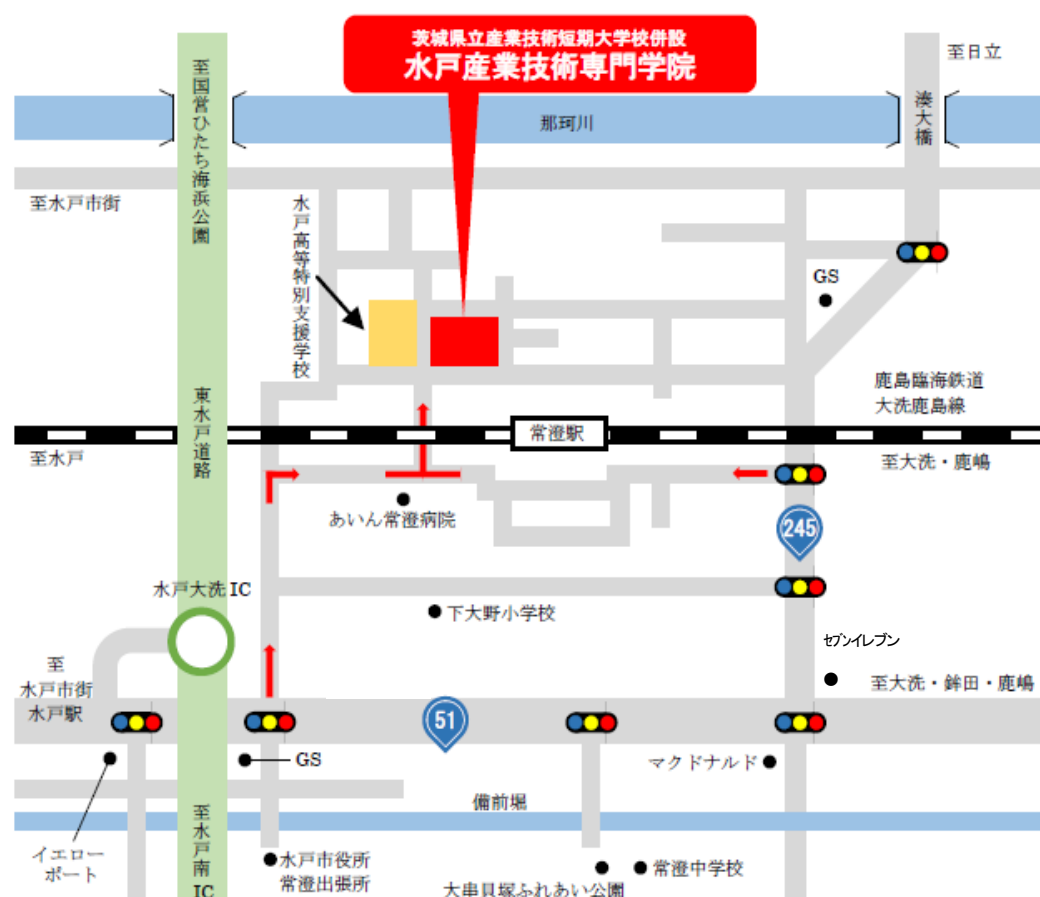 茨城県立産業技術短期大学校併設
水戸産業技術専門学院
至日立
至国営ひたち海浜公園
那珂川
湊大橋
至水戸市街
水戸高等特別支援学校
GS
東水戸道路
鹿島臨海鉄道
大洗鹿島線
常澄駅
至水戸
至大洗・鹿嶋
あいん常澄病院
245
水戸大洗IC
下大野小学校
セブンイレブン
至
水戸市街
水戸駅
至大洗・鉾田・鹿嶋
51
GS
マクドナルド
備前堀
至水戸南IC
イエロー
ポート
水戸市役所
常澄出張所
常澄中学校
大串貝塚ふれあい公園